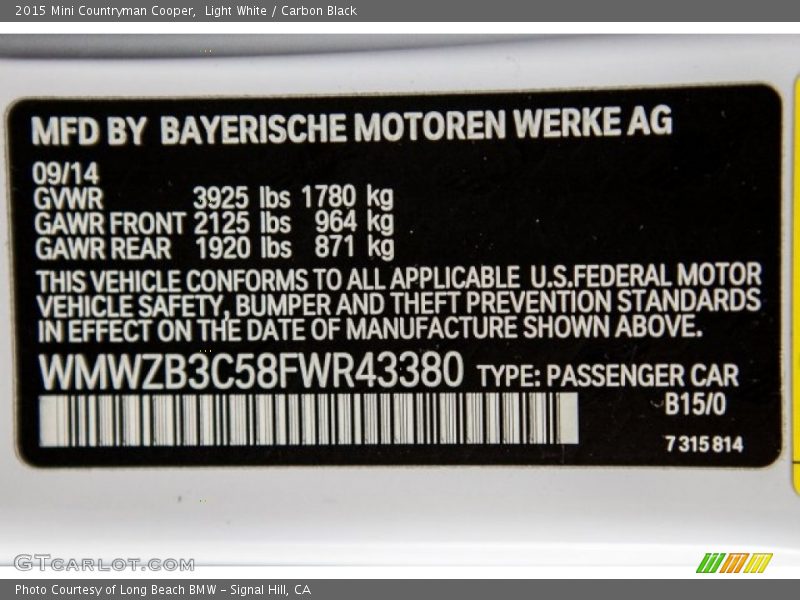 2015 Mini Countryman Cooper,  Light White / Carbon Black
MFD BY BAYERISCHE MOTOREN WERKE AG
09/14
GVWR 3925 lbs 1780 kg
GAWR FRONT 2125 lbs 964 kg
GAWR REAR 1920 lbs 871 kg
THIS VEHICLE CONFORMS TO ALL APPLICABLE U.S.FEDERAL MOTOR
VEHICLE SAFETY, BUMPER AND THEFT PREVENTION STANDARDS
IN EFFECT ON THE DATE OF MANUFACTURE SHOWN ABOVE.
WMWZB3C58FWR43380 TYPE: PASSENGER CAR
B15/0
7 315 814
GTCARLOT.COM
Photo Courtesy of Long Beach BMW - Signal Hill, CA